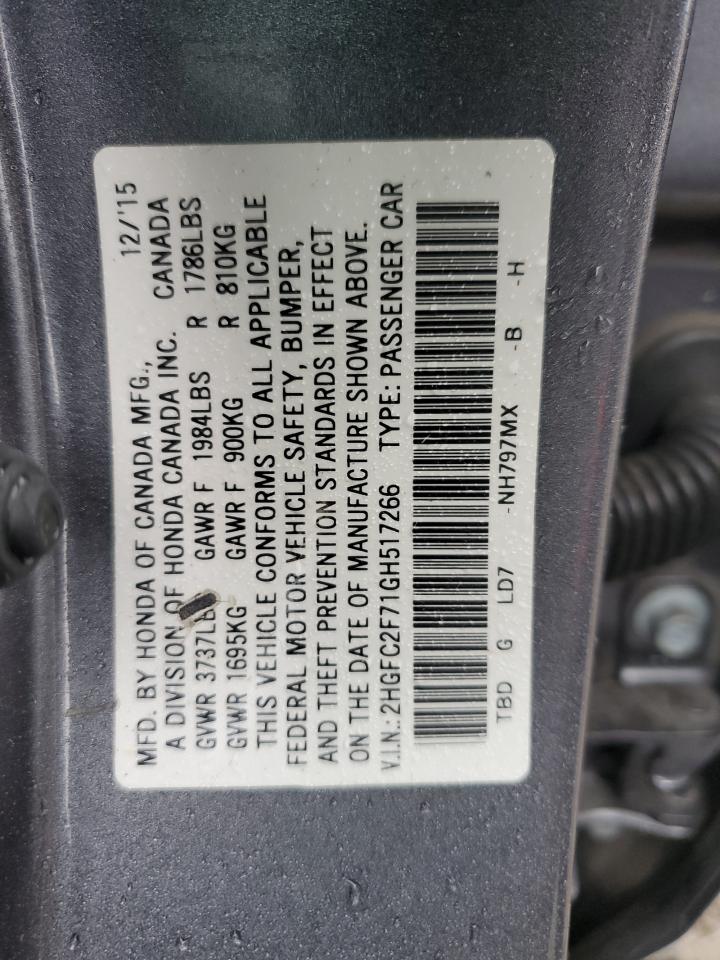 MFD. BY HONDA OF CANADA MFG., 12/'15
A DIVISION OF HONDA CANADA INC. CANADA
GVWR 3737LB GAWR F 1984LBS R 1786LBS
GVWR 1695KG GAWR F 900KG R 810KG
THIS VEHICLE CONFORMS TO ALL APPLICABLE
FEDERAL MOTOR VEHICLE SAFETY, BUMPER,
AND THEFT PREVENTION STANDARDS IN EFFECT
ON THE DATE OF MANUFACTURE SHOWN ABOVE.
V.I.N.: 2HGFC2F71GH517266 TYPE: PASSENGER CAR
TBD G LD7 -NH797MX -B -H